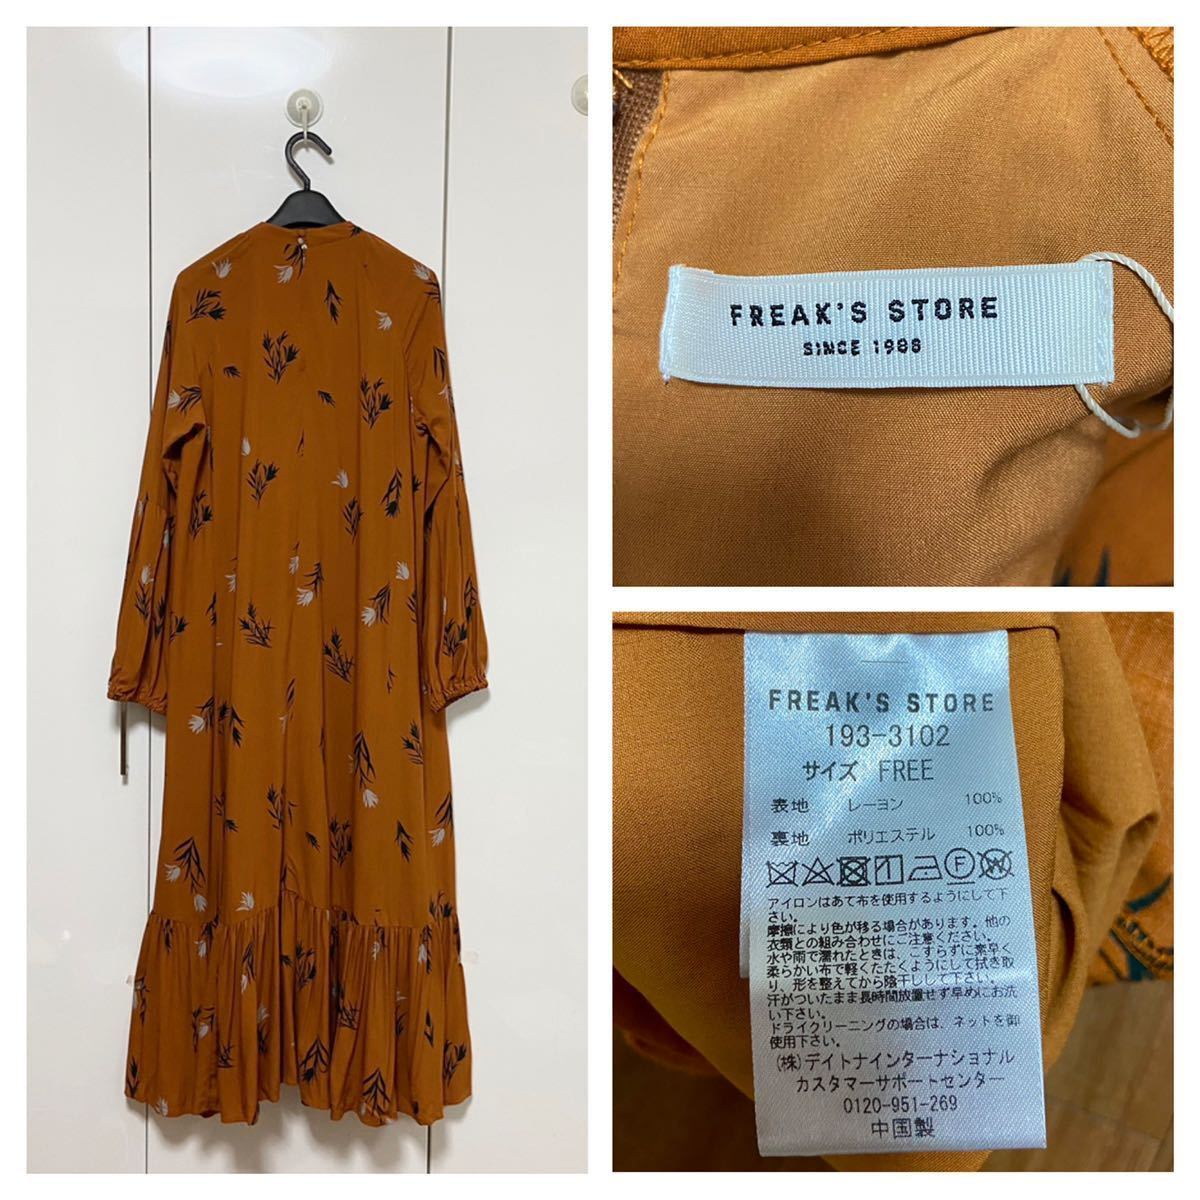 FREAK'S STORE
SINCE 1988
FREAK'S STORE
193-3102
サイズ FREE
表地 レーヨン 100%
裏地 ポリエステル 100%
アイロンはあて布を使用するようにして下
さい。
摩擦により色が移る場合があります。他の
衣類との組み合わせにご注意ください。
水や雨で濡れたときは、こすらずに素早く
柔らかい布で軽くたたくようにして拭き取
り、形を整えてから陰干しして下さい。
汗がついたまま長時間放置せず早めにお洗
い下さい。
ドライクリーニングの場合は、ネットを御
使用下さい。
(株)デイトナインターナショナル
カスタマーサポートセンター
0120-951-269
中国製